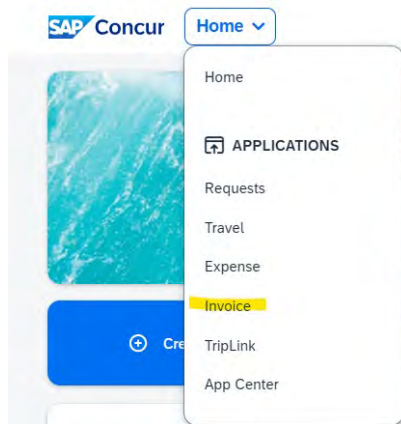 SAP Concur Home
Home
APPLICATIONS
Requests
Travel
Expense
Invoice
TripLink
App Center